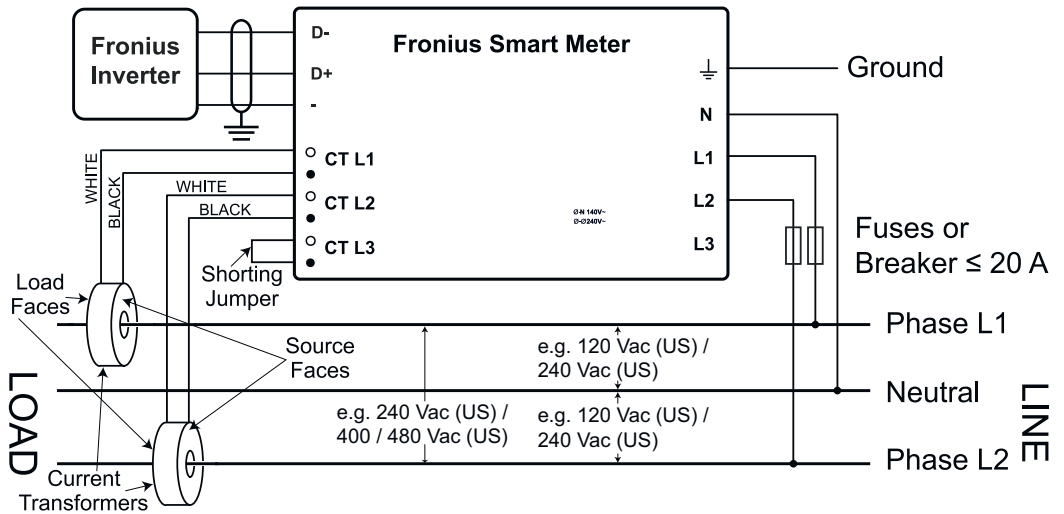 Fronius
Inverter
D-
D+
-
Fronius Smart Meter
Ground
N
L1
L2
L3
CT L1
CT L2
CT L3
WHITE
BLACK
WHITE
BLACK
Ø-N 140V~
Ø-Ø240V~
Shorting
Jumper
Fuses or
Breaker ≤ 20 A
Load
Faces
Source
Faces
Phase L1
e.g. 120 Vac (US) /
240 Vac (US)
Neutral
e.g. 240 Vac (US) /
400 / 480 Vac (US)
e.g. 120 Vac (US) /
240 Vac (US)
Phase L2
LOAD
LINE
Current
Transformers